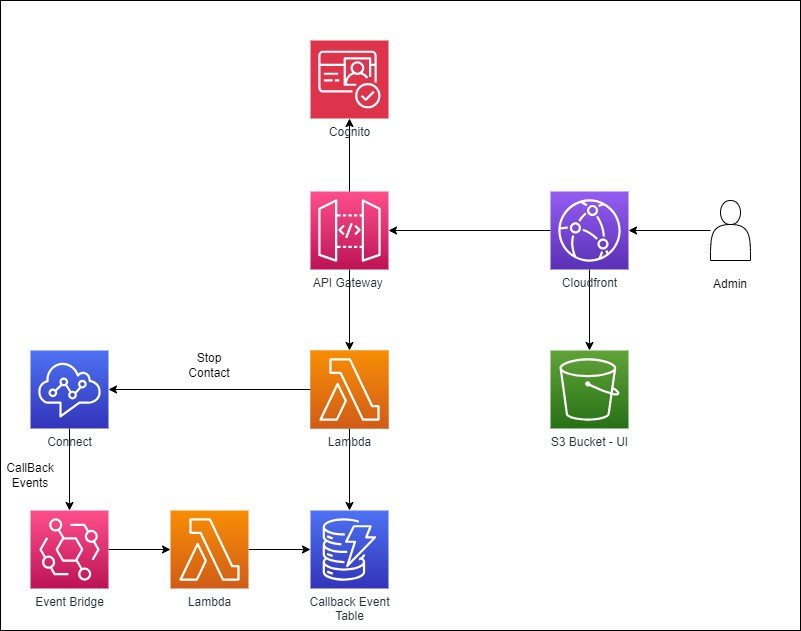 Cognito
API Gateway
Cloudfront
Admin
Stop
Contact
Connect
Lambda
S3 Bucket - UI
CallBack
Events
Event Bridge
Lambda
Callback Event
Table